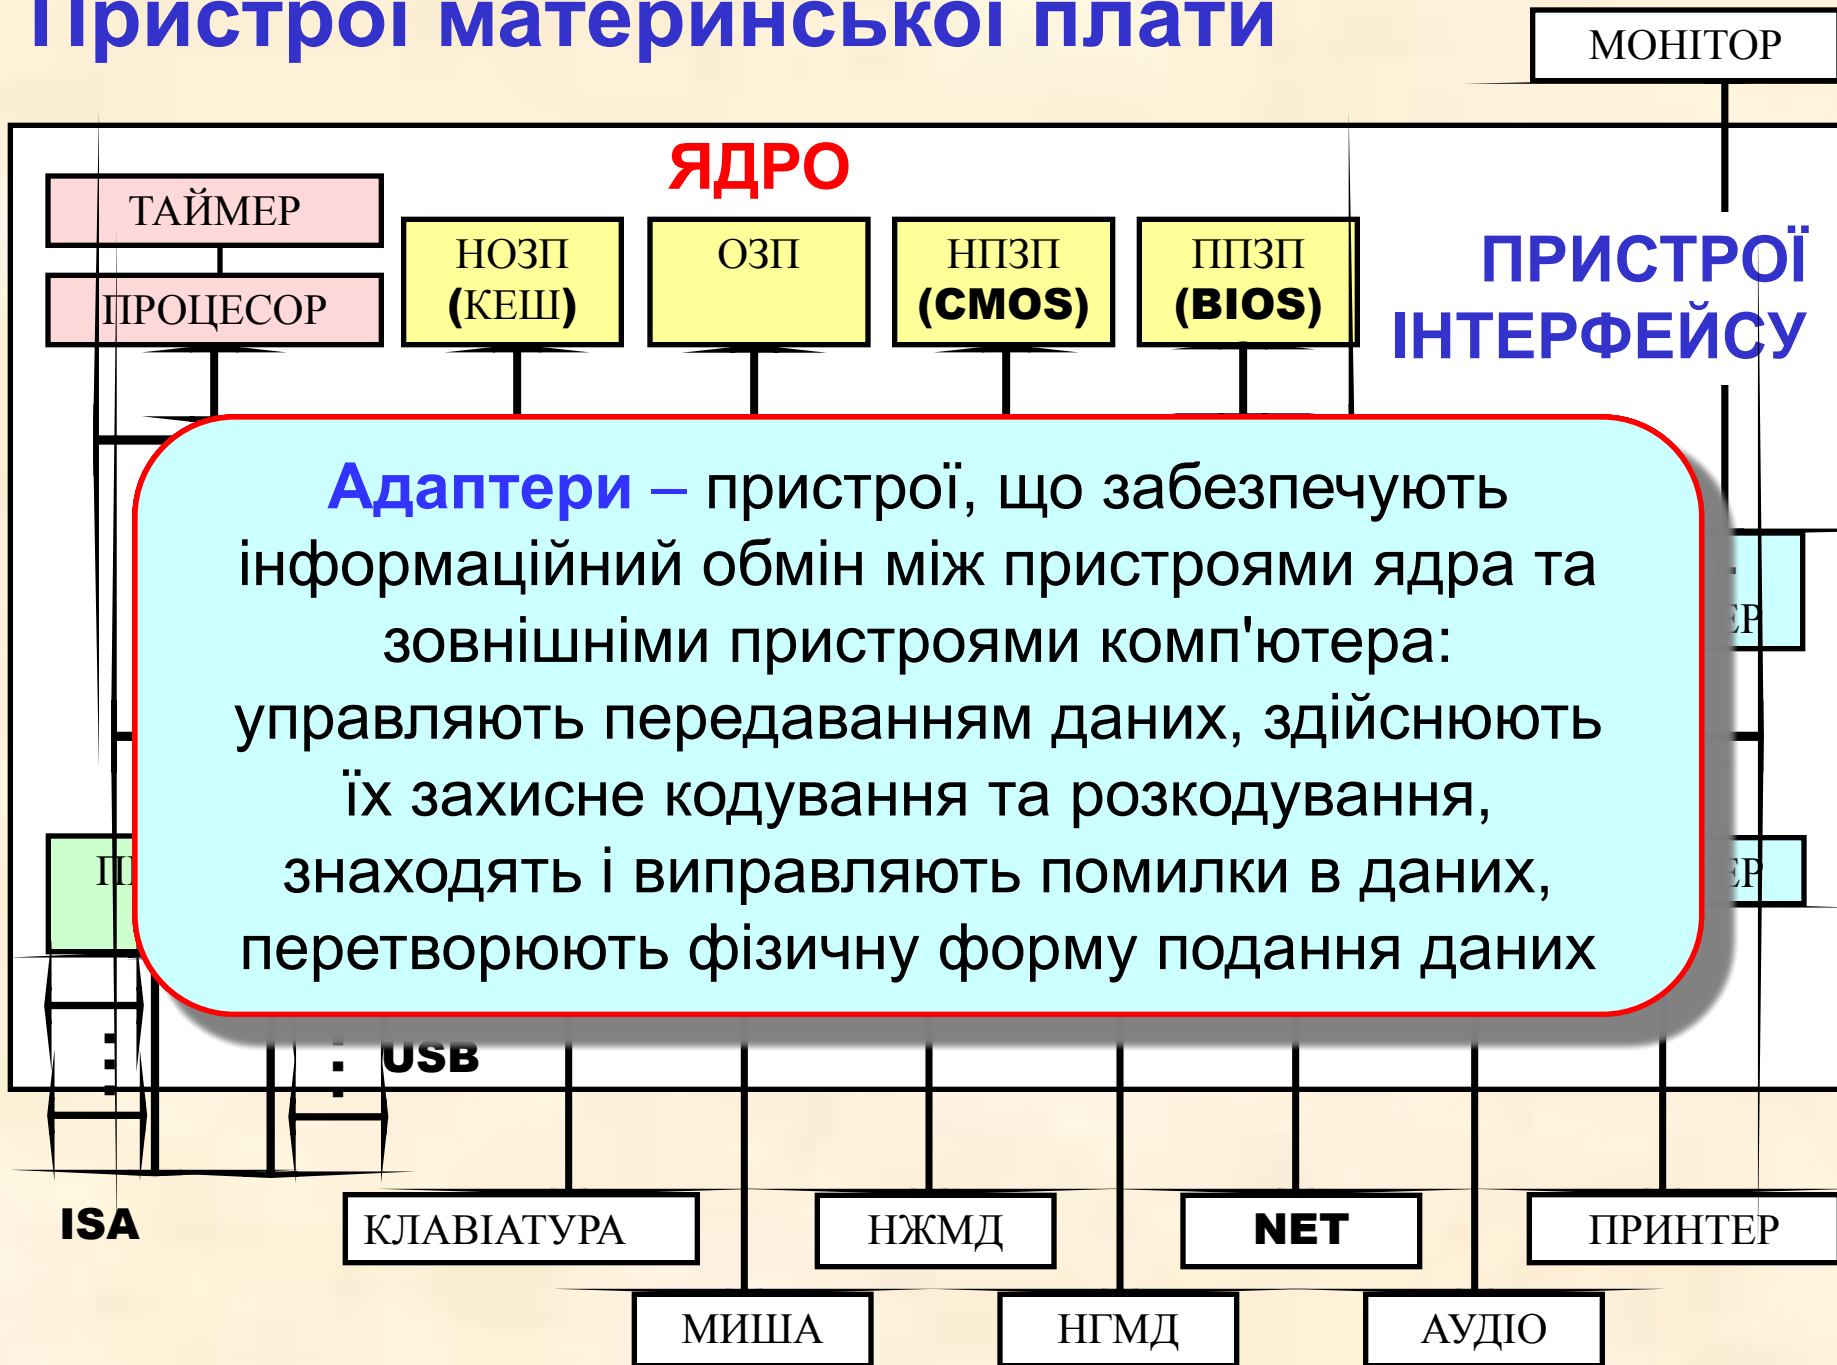 Пристрої материнської плати
МОНІТОР
ЯДРО
ТАЙМЕР
ПРОЦЕСОР
НОЗП
(КЕШ)
ОЗП
НПЗП
(CMOS)
ППЗП
(BIOS)
ПРИСТРОЇ
ІНТЕРФЕЙСУ
Адаптери – пристрої, що забезпечують
інформаційний обмін між пристроями ядра та
зовнішніми пристроями комп'ютера:
управляють передаванням даних, здійснюють
їх захисне кодування та розкодування,
знаходять і виправляють помилки в даних,
перетворюють фізичну форму подання даних
USB
ISA
КЛАВІАТУРА
НЖМД
NET
ПРИНТЕР
МИША
НГМД
АУДІО